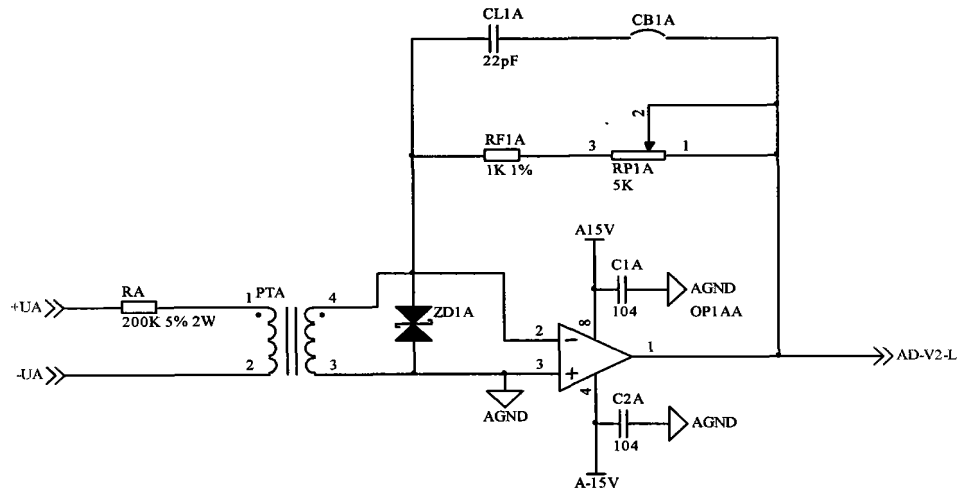 CL1A
CB1A
22pF
2
RF1A
3
1
1K 1%
RP1A
5K
A15V
C1A
AGND
104
OP1AA
RA
1
PTA
4
ZD1A
+UA
200K 5% 2W
8
2
−
1
AD-V2-L
-UA
2
3
3
+
4
AGND
C2A
AGND
104
A-15V